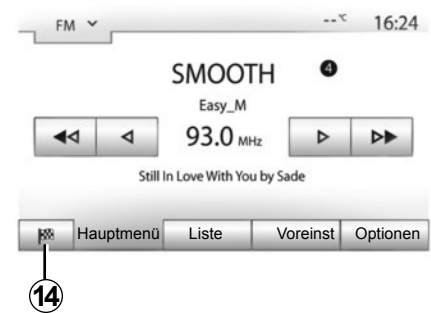 FM --°C 16:24
SMOOTH 4
Easy_M
93.0 MHz
Still In Love With You by Sade
Hauptmenü Liste Voreinst Optionen
14